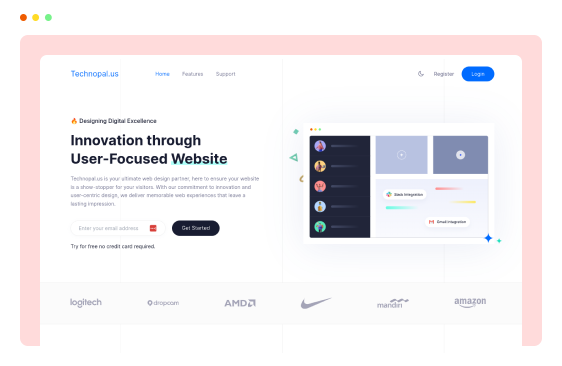 Technopal.us
Home Features Support
Register Login
🔥 Designing Digital Excellence
Innovation through
User-Focused Website
Technopal.us is your ultimate web design partner, here to ensure your website
is a show-stopper for your visitors. With our commitment to innovation and
user-centric design, we deliver memorable web experiences that leave a
lasting impression.
Enter your email address
Get Started
Try for free no credit card required.
Slack Integration
Gmail Integration
logitech
dropcam
AMD
mandiri
amazon